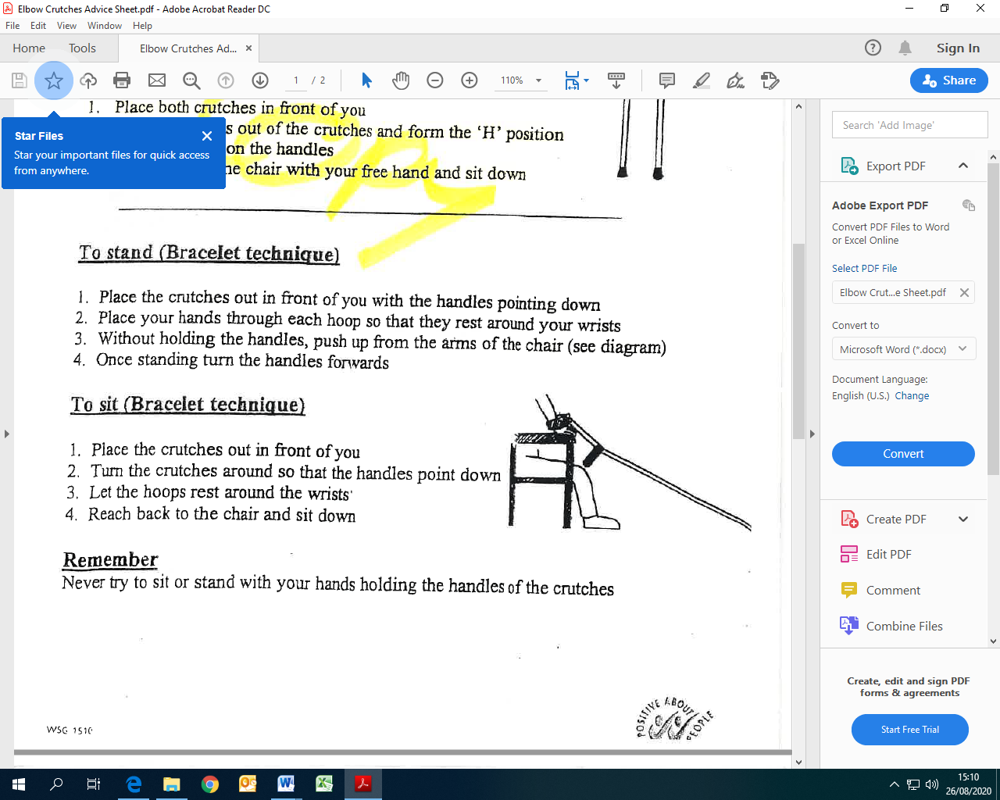 Elbow Crutches Advice Sheet.pdf - Adobe Acrobat Reader DC
File Edit View Window Help
Home Tools Elbow Crutches Ad... × Sign In
1 / 2 110% Share
1. Place both crutches in front of you
s out of the crutches and form the ‘H’ position
on the handles
he chair with your free hand and sit down
Copy
Star Files
Star your important files for quick access
from anywhere.
To stand (Bracelet technique)
1. Place the crutches out in front of you with the handles pointing down
2. Place your hands through each hoop so that they rest around your wrists
3. Without holding the handles, push up from the arms of the chair (see diagram)
4. Once standing turn the handles forwards
To sit (Bracelet technique)
1. Place the crutches out in front of you
2. Turn the crutches around so that the handles point down
3. Let the hoops rest around the wrists
4. Reach back to the chair and sit down
Remember
Never try to sit or stand with your hands holding the handles of the crutches
WSG 1510
POSITIVE ABOUT
PEOPLE
Search 'Add Image'
Export PDF
Adobe Export PDF
Convert PDF Files to Word
or Excel Online
Select PDF File
Elbow Crut...e Sheet.pdf
Convert to
Microsoft Word (*.docx)
Document Language:
English (U.S.) Change
Convert
Create PDF
Edit PDF
Comment
Combine Files
Create, edit and sign PDF
forms & agreements
Start Free Trial
15:10
26/08/2020